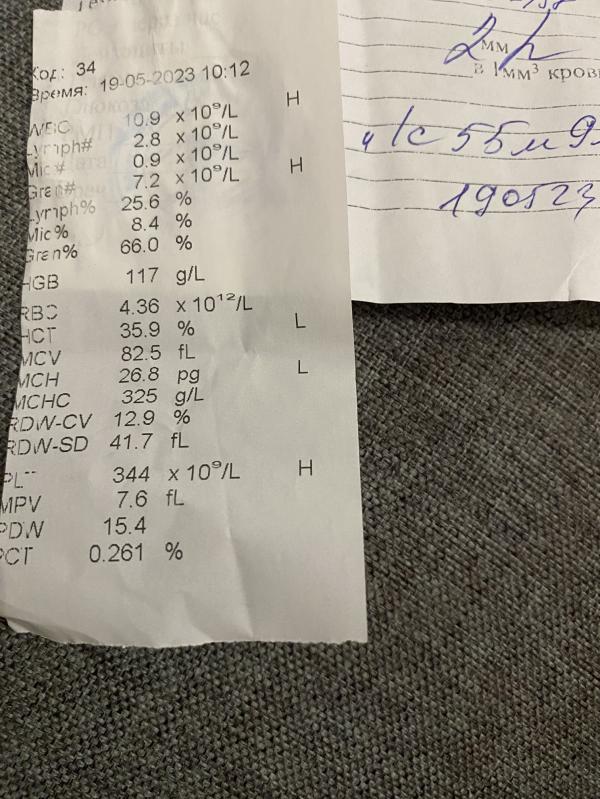 Код: 34
Время: 19-05-2023 10:12
WBC 10.9 x 10⁹/L H
Lymph# 2.8 x 10⁹/L
Mid# 0.9 x 10⁹/L
Gran# 7.2 x 10⁹/L H
Lymph% 25.6 %
Mid% 8.4 %
Gran% 66.0 %
HGB 117 g/L
RBC 4.36 x 10¹²/L
HCT 35.9 % L
MCV 82.5 fL
MCH 26.8 pg L
MCHC 325 g/L
RDW-CV 12.9 %
RDW-SD 41.7 fL
PLT 344 x 10⁹/L H
MPV 7.6 fL
PDW 15.4
PCT 0.261 %
мм
в 1мм³ крови
190523